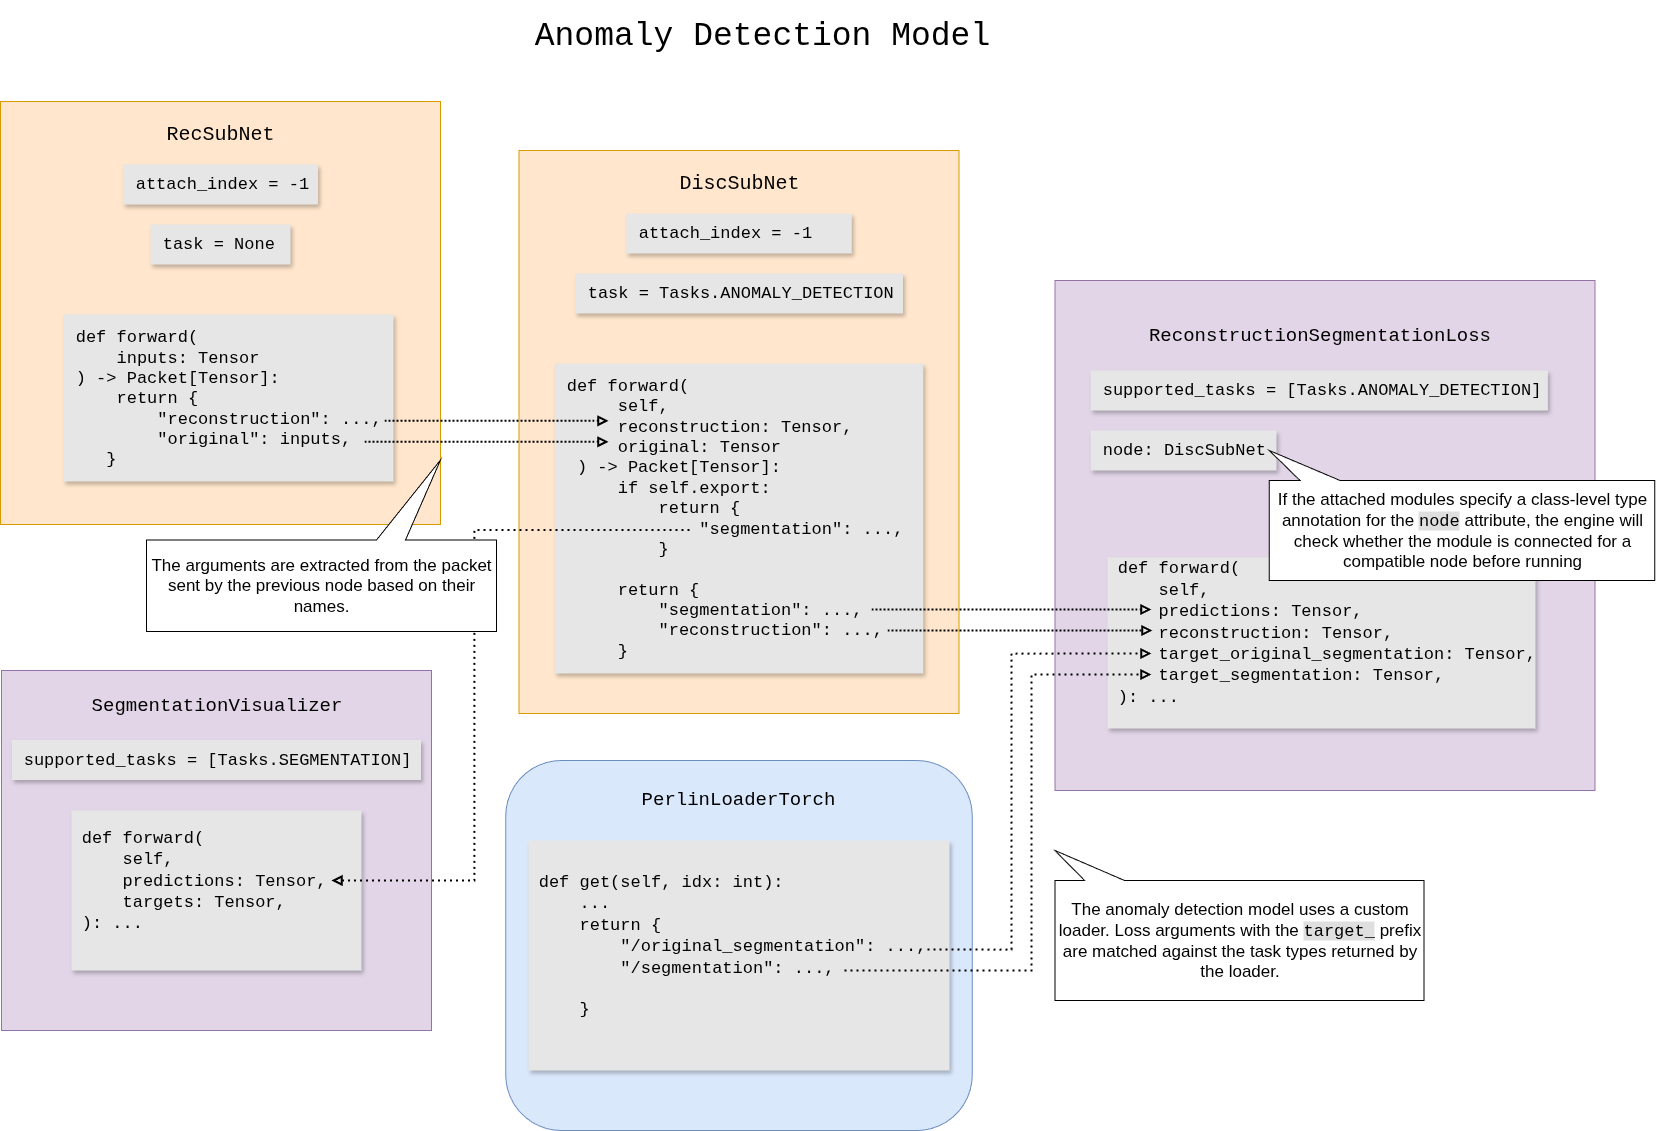 Anomaly Detection Model
RecSubNet
attach_index = -1
task = None
def forward(
    inputs: Tensor
) -> Packet[Tensor]:
    return {
        "reconstruction": ...,
        "original": inputs,
   }
The arguments are extracted from the packet
sent by the previous node based on their
names.
DiscSubNet
attach_index = -1
task = Tasks.ANOMALY_DETECTION
def forward(
     self,
     reconstruction: Tensor,
     original: Tensor
 ) -> Packet[Tensor]:
     if self.export:
         return {
             "segmentation": ...,
         }
     return {
         "segmentation": ...,
         "reconstruction": ...,
     }
ReconstructionSegmentationLoss
supported_tasks = [Tasks.ANOMALY_DETECTION]
node: DiscSubNet
If the attached modules specify a class-level type
annotation for the node attribute, the engine will
check whether the module is connected for a
compatible node before running
def forward(
    self,
    predictions: Tensor,
    reconstruction: Tensor,
    target_original_segmentation: Tensor,
    target_segmentation: Tensor,
): ...
SegmentationVisualizer
supported_tasks = [Tasks.SEGMENTATION]
def forward(
    self,
    predictions: Tensor,
    targets: Tensor,
): ...
PerlinLoaderTorch
def get(self, idx: int):
    ...
    return {
        "/original_segmentation": ...,
        "/segmentation": ...,
    }
The anomaly detection model uses a custom
loader. Loss arguments with the target_ prefix
are matched against the task types returned by
the loader.